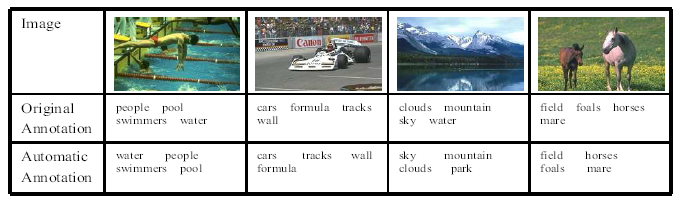 Image
Canon
Original Annotation
people pool
swimmers water
cars formula tracks
wall
clouds mountain
sky water
field foals horses
mare
Automatic Annotation
water people
swimmers pool
cars tracks wall
formula
sky mountain
clouds park
field horses
foals mare